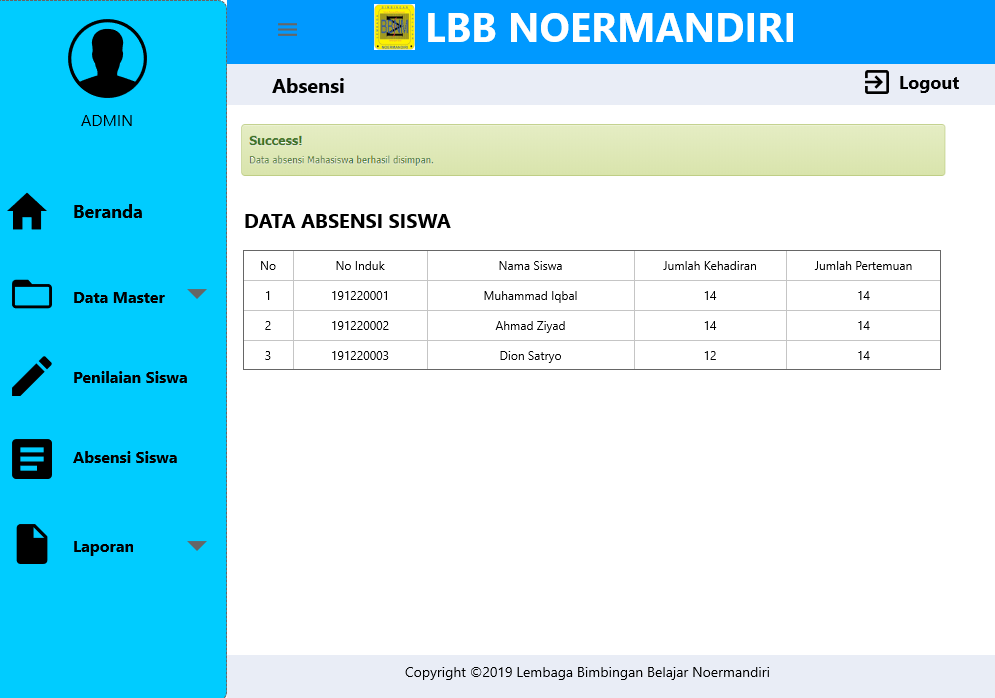 LBB NOERMANDIRI
ADMIN
Beranda
Data Master
Penilaian Siswa
Absensi Siswa
Laporan
Absensi
Logout
Success!
Data absensi Mahasiswa berhasil disimpan.
DATA ABSENSI SISWA
No No Induk Nama Siswa Jumlah Kehadiran Jumlah Pertemuan
1 191220001 Muhammad Iqbal 14 14
2 191220002 Ahmad Ziyad 14 14
3 191220003 Dion Satryo 12 14
Copyright ©2019 Lembaga Bimbingan Belajar Noermandiri